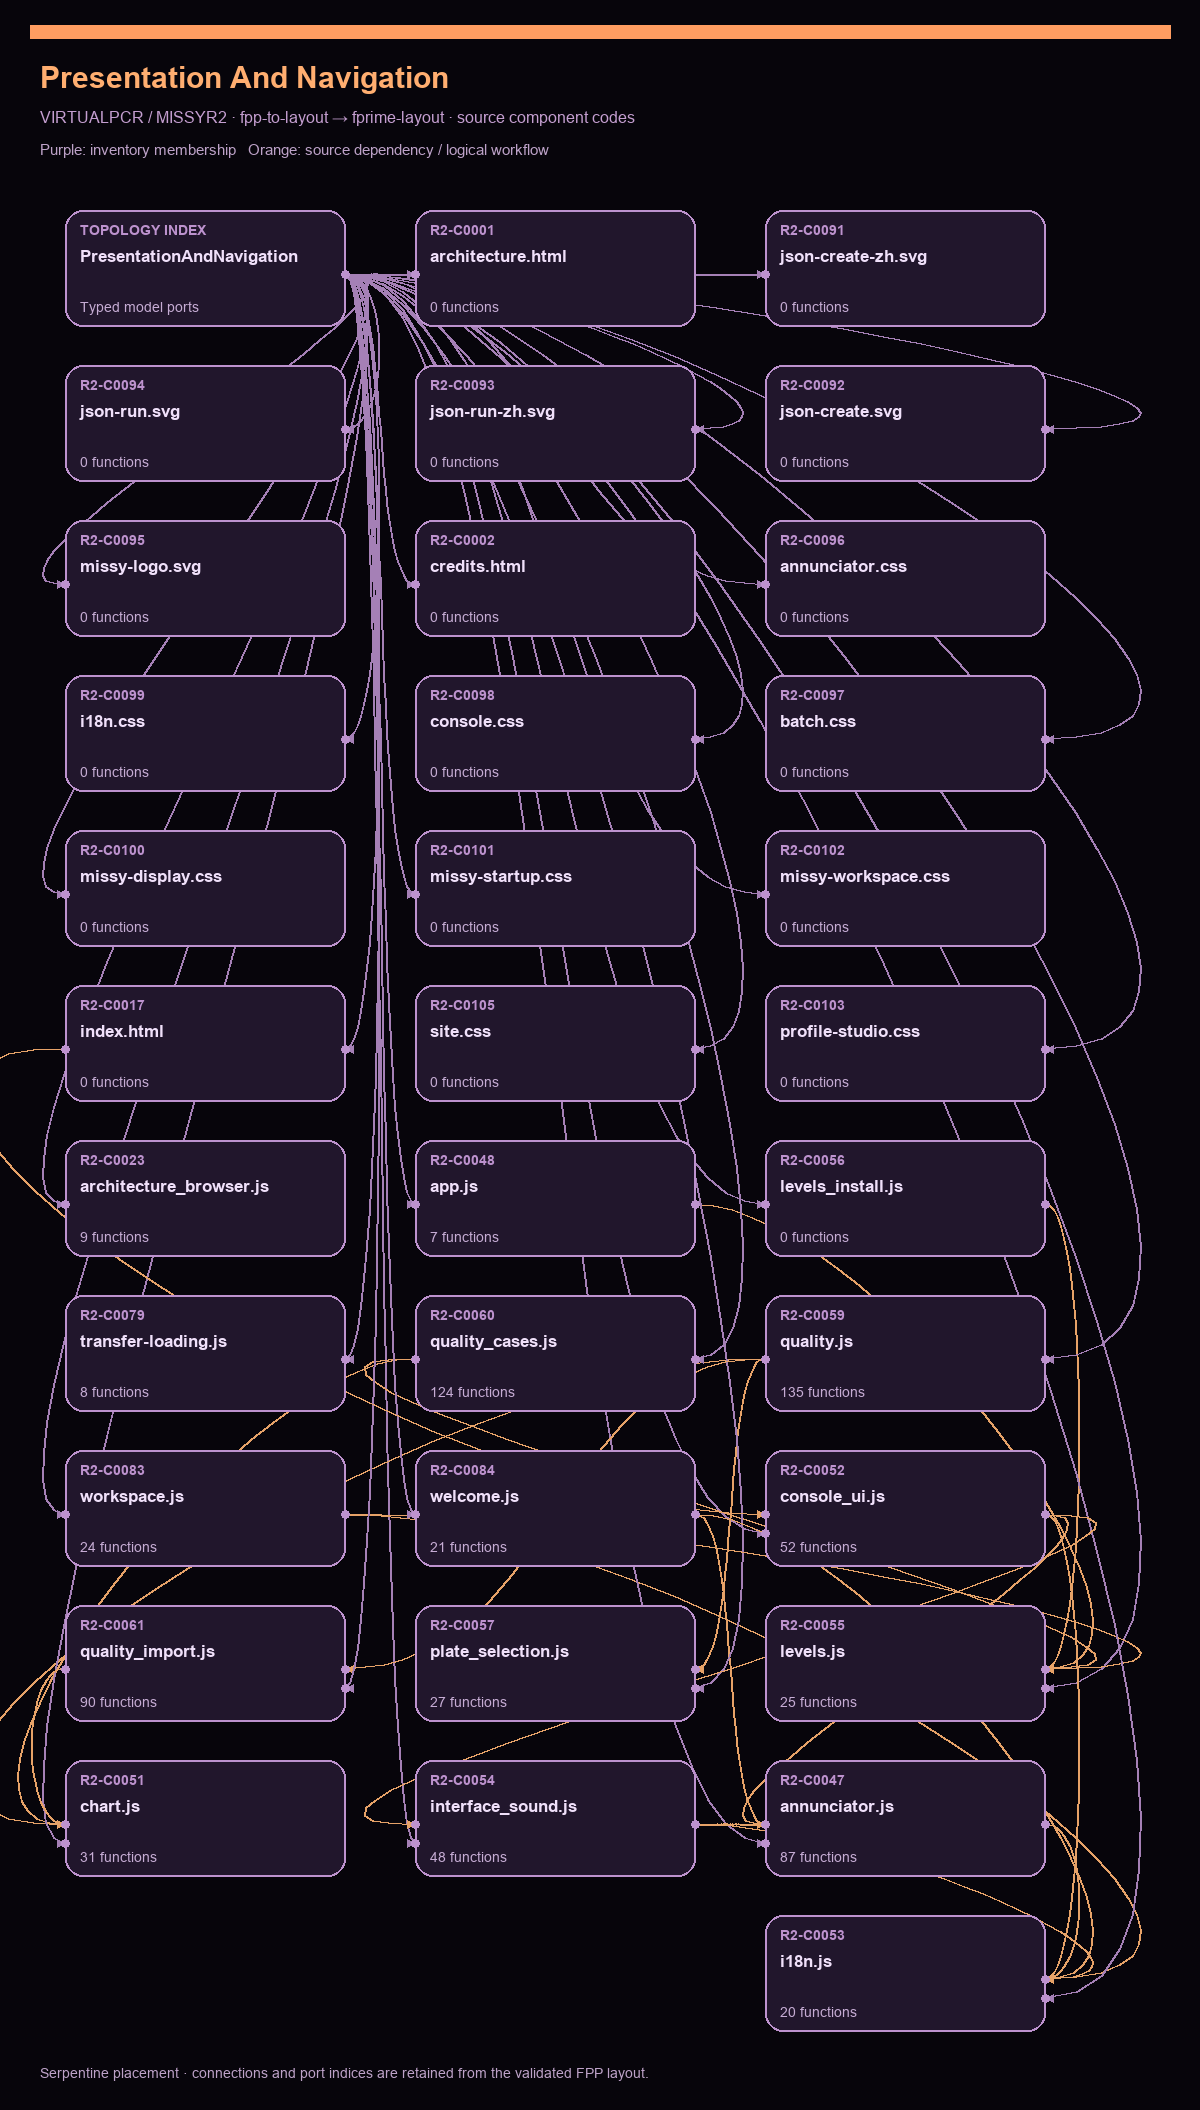 Presentation And Navigation
VIRTUALPCR / MISSYR2 · fpp-to-layout → fprime-layout · source component codes
Purple: inventory membership Orange: source dependency / logical workflow
TOPOLOGY INDEX
PresentationAndNavigation
Typed model ports
R2-C0001
architecture.html
0 functions
R2-C0091
json-create-zh.svg
0 functions
R2-C0094
json-run.svg
0 functions
R2-C0093
json-run-zh.svg
0 functions
R2-C0092
json-create.svg
0 functions
R2-C0095
missy-logo.svg
0 functions
R2-C0002
credits.html
0 functions
R2-C0096
annunciator.css
0 functions
R2-C0099
i18n.css
0 functions
R2-C0098
console.css
0 functions
R2-C0097
batch.css
0 functions
R2-C0100
missy-display.css
0 functions
R2-C0101
missy-startup.css
0 functions
R2-C0102
missy-workspace.css
0 functions
R2-C0017
index.html
0 functions
R2-C0105
site.css
0 functions
R2-C0103
profile-studio.css
0 functions
R2-C0023
architecture_browser.js
9 functions
R2-C0048
app.js
7 functions
R2-C0056
levels_install.js
0 functions
R2-C0079
transfer-loading.js
8 functions
R2-C0060
quality_cases.js
124 functions
R2-C0059
quality.js
135 functions
R2-C0083
workspace.js
24 functions
R2-C0084
welcome.js
21 functions
R2-C0052
console_ui.js
52 functions
R2-C0061
quality_import.js
90 functions
R2-C0057
plate_selection.js
27 functions
R2-C0055
levels.js
25 functions
R2-C0051
chart.js
31 functions
R2-C0054
interface_sound.js
48 functions
R2-C0047
annunciator.js
87 functions
R2-C0053
i18n.js
20 functions
Serpentine placement · connections and port indices are retained from the validated FPP layout.